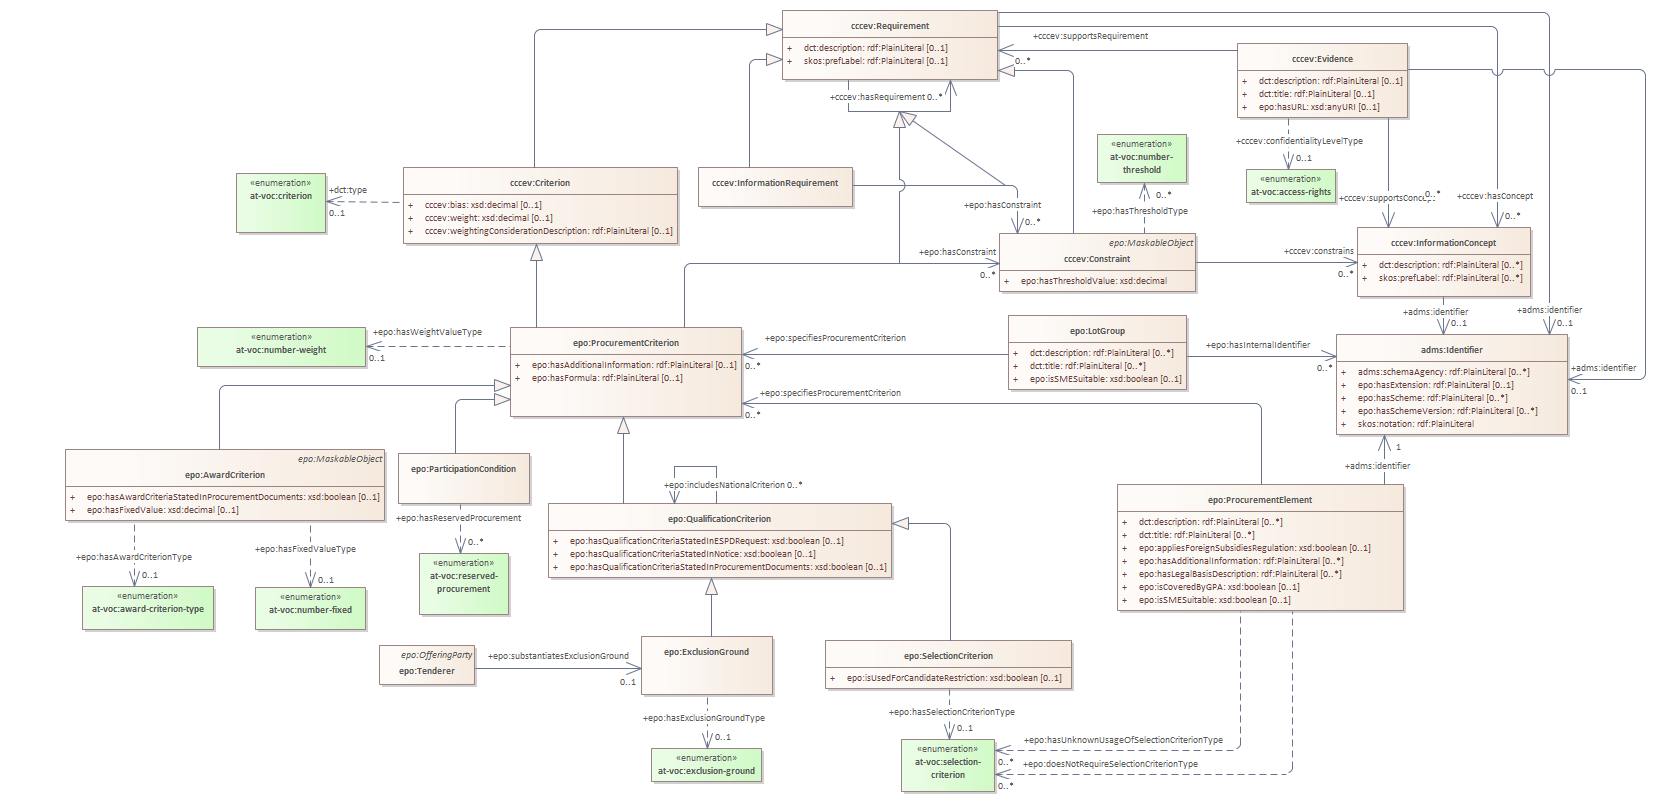 cccev:Requirement
+ dct:description: rdf:PlainLiteral [0..1]
+ skos:prefLabel: rdf:PlainLiteral [0..1]
+cccev:hasRequirement 0..*
+cccev:supportsRequirement
0..*
cccev:Evidence
+ dct:description: rdf:PlainLiteral [0..1]
+ dct:title: rdf:PlainLiteral [0..1]
+ epo:hasURL: xsd:anyURI [0..1]
+cccev:confidentialityLevelType
0..1
«enumeration»
at-voc:access-rights
«enumeration»
at-voc:number-
threshold
0..*
+epo:hasThresholdType
«enumeration»
at-voc:criterion
+dct:type
0..1
cccev:Criterion
+ cccev:bias: xsd:decimal [0..1]
+ cccev:weight: xsd:decimal [0..1]
+ cccev:weightingConsiderationDescription: rdf:PlainLiteral [0..1]
cccev:InformationRequirement
+epo:hasConstraint
0..*
+epo:hasConstraint
0..*
epo:MaskableObject
cccev:Constraint
+ epo:hasThresholdValue: xsd:decimal
+cccev:constrains
0..*
0..*
+cccev:hasConcept
0..*
cccev:InformationConcept
+ dct:description: rdf:PlainLiteral [0..*]
+ skos:prefLabel: rdf:PlainLiteral [0..*]
+adms:identifier
0..1
+adms:identifier
0..1
«enumeration»
at-voc:number-weight
+epo:hasWeightValueType
0..1
epo:ProcurementCriterion
+ epo:hasAdditionalInformation: rdf:PlainLiteral [0..1]
+ epo:hasFormula: rdf:PlainLiteral [0..1]
+epo:specifiesProcurementCriterion
0..*
+epo:specifiesProcurementCriterion
0..*
epo:LotGroup
+ dct:description: rdf:PlainLiteral [0..*]
+ dct:title: rdf:PlainLiteral [0..*]
+ epo:isSMESuitable: xsd:boolean [0..1]
+epo:hasInternalIdentifier
0..*
adms:Identifier
+ adms:schemaAgency: rdf:PlainLiteral [0..*]
+ epo:hasExtension: rdf:PlainLiteral [0..1]
+ epo:hasScheme: rdf:PlainLiteral [0..*]
+ epo:hasSchemeVersion: rdf:PlainLiteral [0..*]
+ skos:notation: rdf:PlainLiteral
+adms:identifier
0..1
1
+adms:identifier
epo:MaskableObject
epo:AwardCriterion
+ epo:hasAwardCriteriaStatedInProcurementDocuments: xsd:boolean [0..1]
+ epo:hasFixedValue: xsd:decimal [0..1]
+epo:hasAwardCriterionType
0..1
«enumeration»
at-voc:award-criterion-type
+epo:hasFixedValueType
0..1
«enumeration»
at-voc:number-fixed
epo:ParticipationCondition
+epo:hasReservedProcurement
0..*
«enumeration»
at-voc:reserved-
procurement
+epo:includesNationalCriterion 0..*
epo:QualificationCriterion
+ epo:hasQualificationCriteriaStatedInESPDRequest: xsd:boolean [0..1]
+ epo:hasQualificationCriteriaStatedInNotice: xsd:boolean [0..1]
+ epo:hasQualificationCriteriaStatedInProcurementDocuments: xsd:boolean [0..1]
epo:ProcurementElement
+ dct:description: rdf:PlainLiteral [0..*]
+ dct:title: rdf:PlainLiteral [0..*]
+ epo:appliesForeignSubsidiesRegulation: xsd:boolean [0..1]
+ epo:hasAdditionalInformation: rdf:PlainLiteral [0..*]
+ epo:hasLegalBasisDescription: rdf:PlainLiteral [0..*]
+ epo:isCoveredByGPA: xsd:boolean [0..1]
+ epo:isSMESuitable: xsd:boolean [0..1]
epo:OfferingParty
epo:Tenderer
+epo:substantiatesExclusionGround
0..1
epo:ExclusionGround
+epo:hasExclusionGroundType
0..1
«enumeration»
at-voc:exclusion-ground
epo:SelectionCriterion
+ epo:isUsedForCandidateRestriction: xsd:boolean [0..1]
+epo:hasSelectionCriterionType
0..1
«enumeration»
at-voc:selection-
criterion
+epo:hasUnknownUsageOfSelectionCriterionType
0..*
+epo:doesNotRequireSelectionCriterionType
0..*